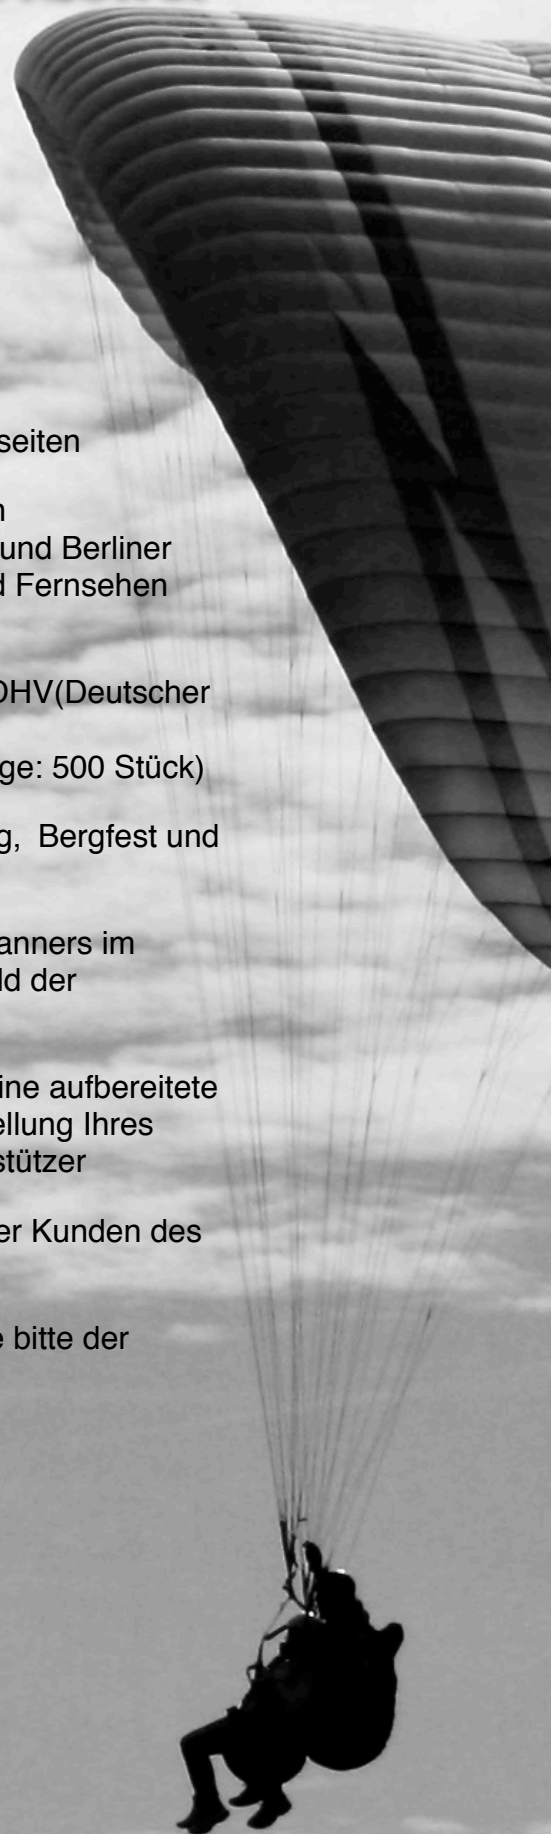 seiten
n
und Berliner
d Fernsehen
DHV(Deutscher
ge: 500 Stück)
g,  Bergfest und
anners im
ld der
ine aufbereitete
ellung Ihres
stützer
er Kunden des
e bitte der